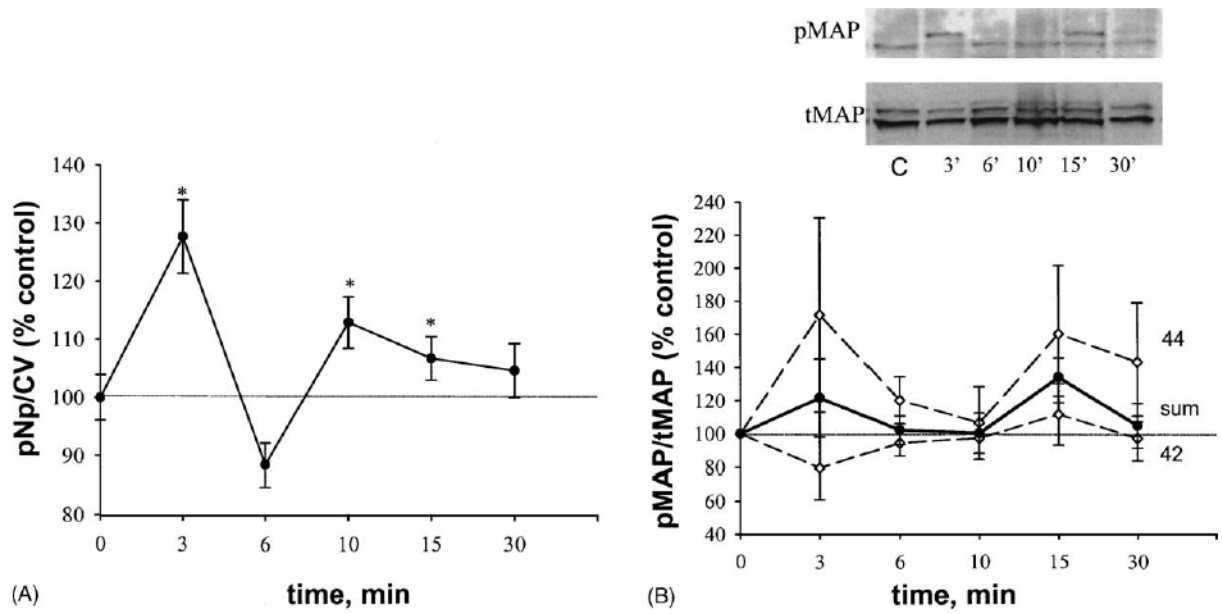 pMAP
tMAP
C 3' 6' 10' 15' 30'
pNp/CV (% control)
140
130
120
110
100
90
80
*
*
*
0 3 6 10 15 30
time, min
(A)
pMAP/tMAP (% control)
240
220
200
180
160
140
120
100
80
60
40
44
sum
42
0 3 6 10 15 30
time, min
(B)